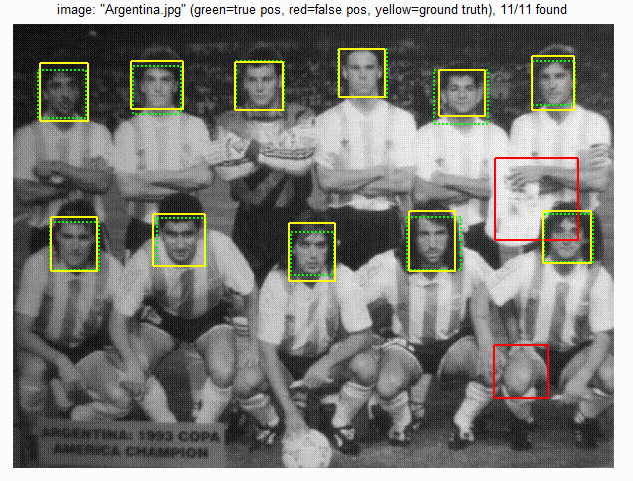 image: "Argentina.jpg" (green=true pos, red=false pos, yellow=ground truth), 11/11 found
ARGENTINA: 1993 COPA
AMERICA CHAMPION